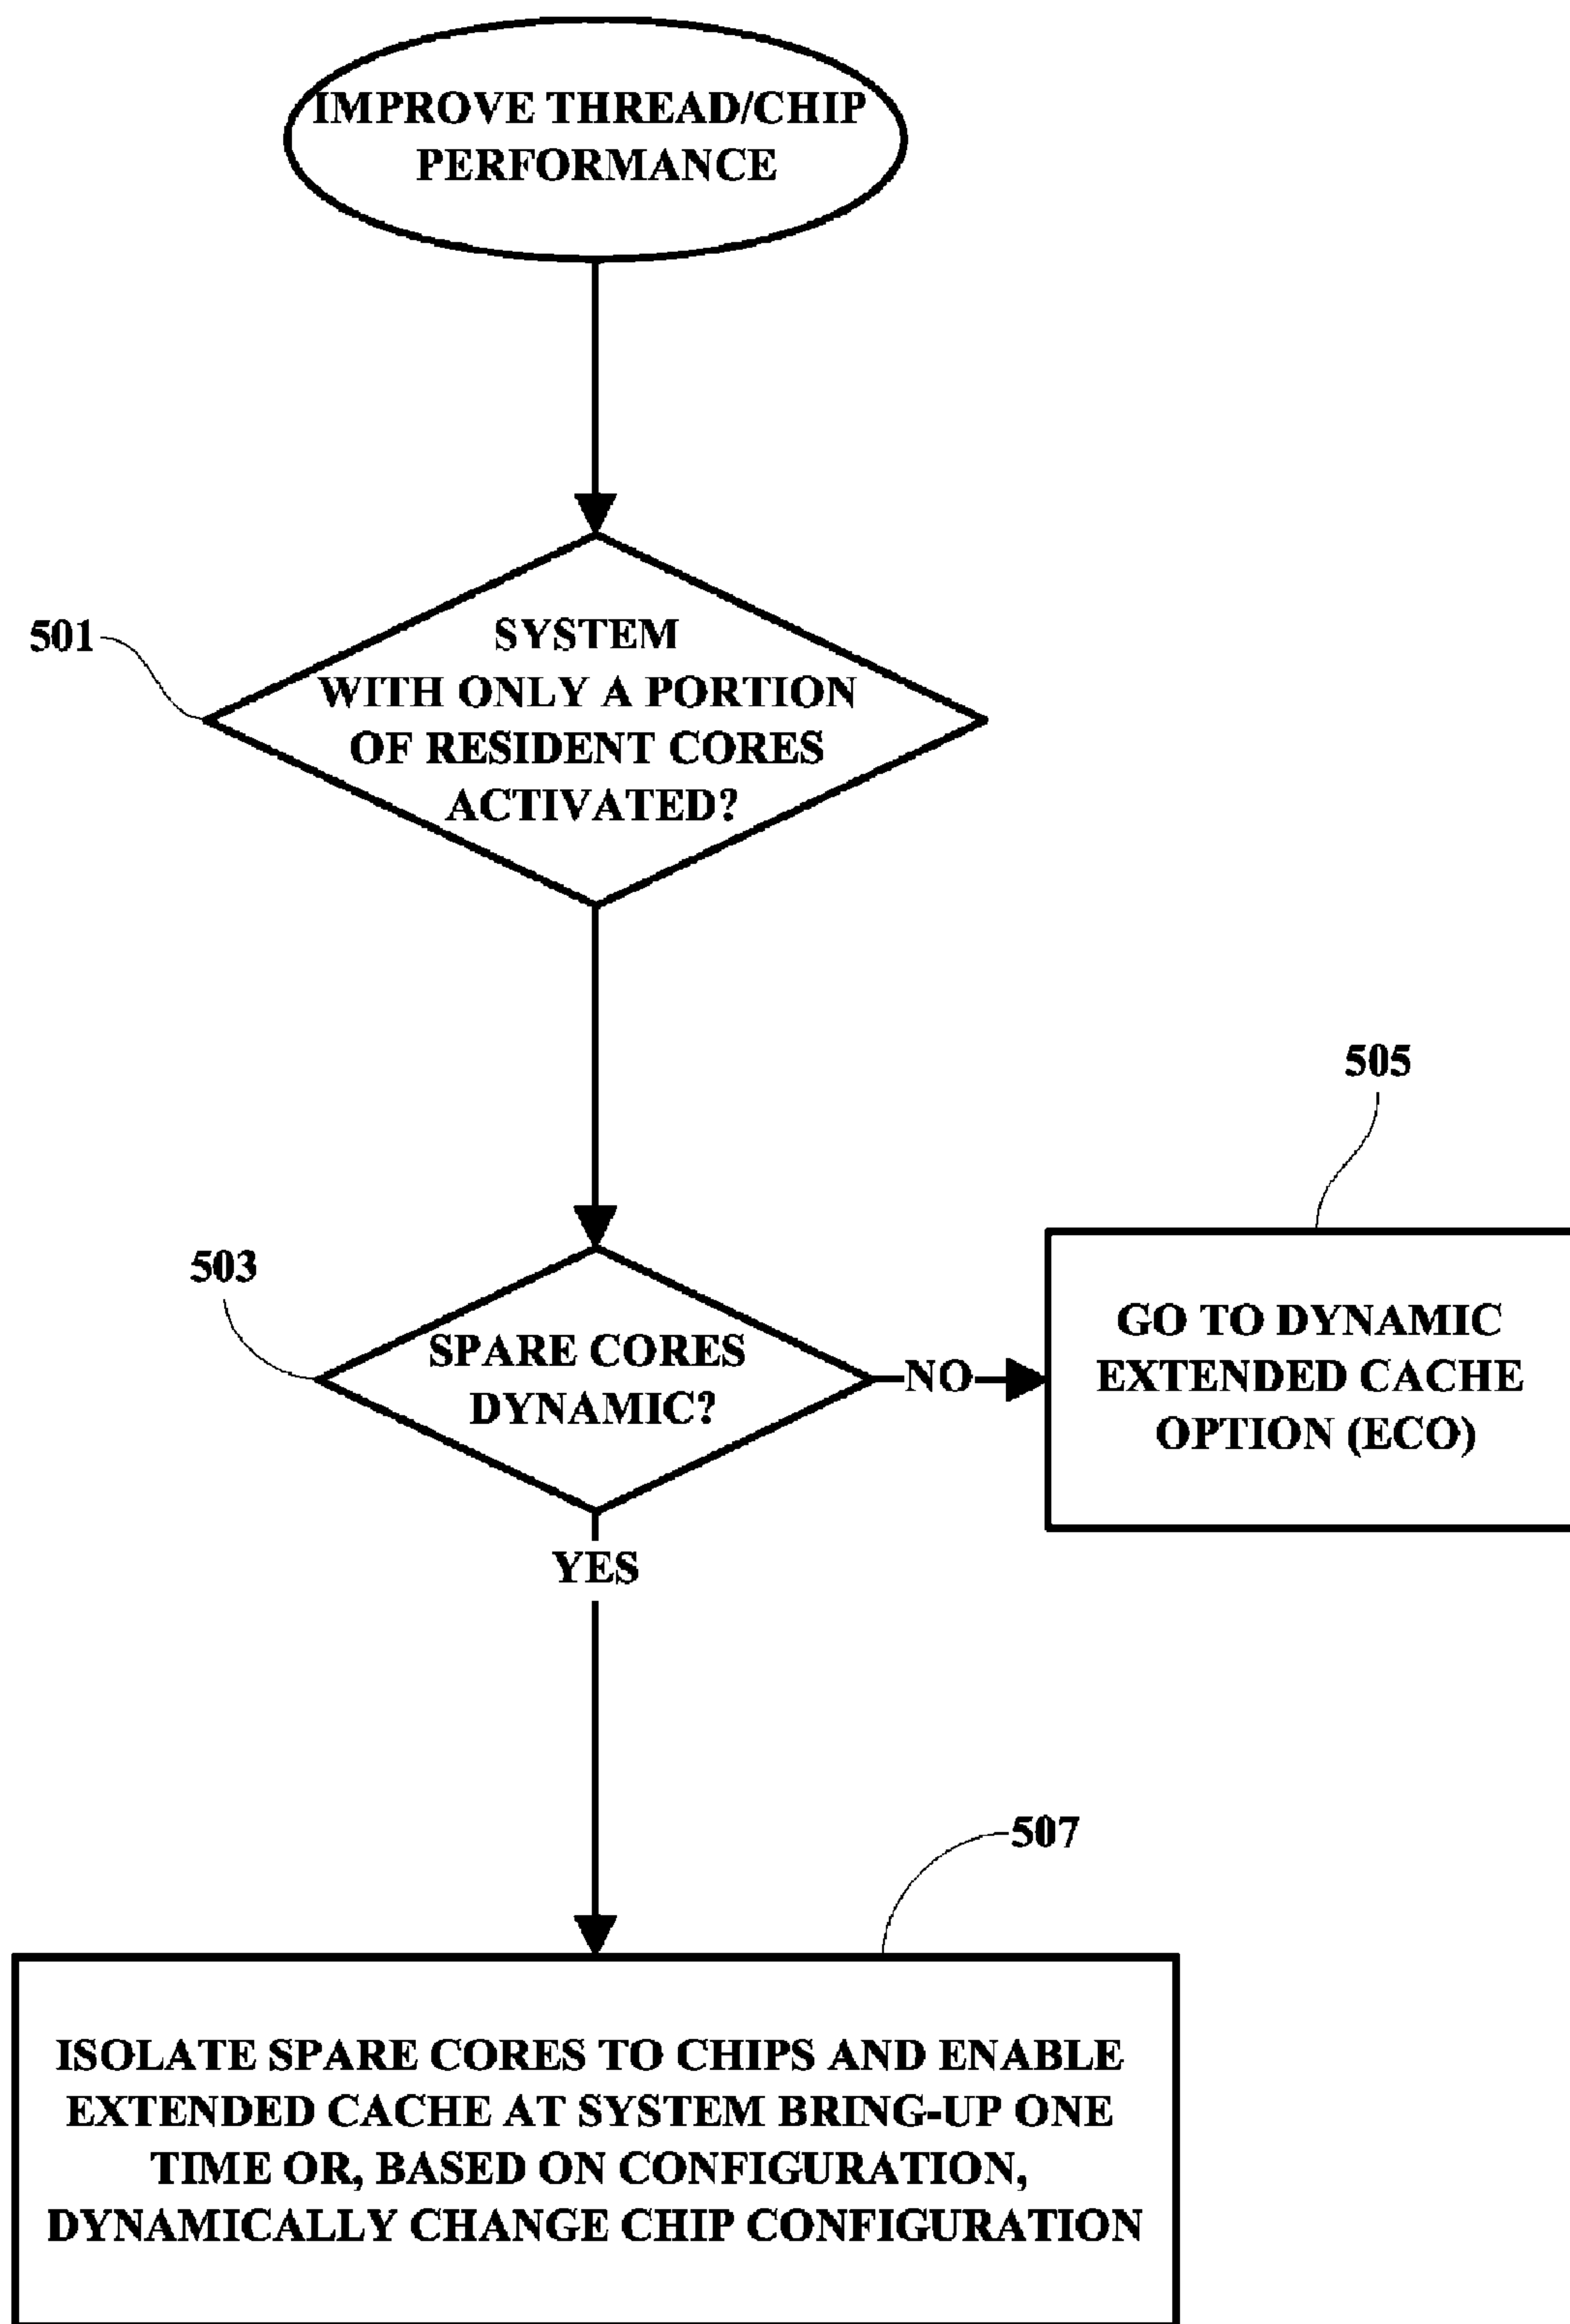 IMPROVE THREAD/CHIP
PERFORMANCE
501
SYSTEM
WITH ONLY A PORTION
OF RESIDENT CORES
ACTIVATED?
505
503
SPARE CORES
DYNAMIC?
NO
GO TO DYNAMIC
EXTENDED CACHE
OPTION (ECO)
YES
507
ISOLATE SPARE CORES TO CHIPS AND ENABLE
EXTENDED CACHE AT SYSTEM BRING-UP ONE
TIME OR, BASED ON CONFIGURATION,
DYNAMICALLY CHANGE CHIP CONFIGURATION